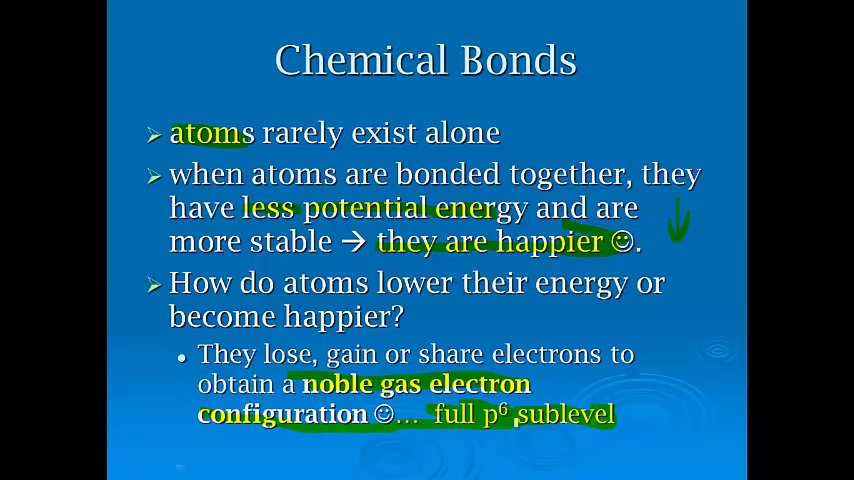 Chemical Bonds
atoms rarely exist alone
when atoms are bonded together, they
have less potential energy and are
more stable → they are happier ☺.
How do atoms lower their energy or
become happier?
They lose, gain or share electrons to
obtain a noble gas electron
configuration ☺... full p⁶ sublevel